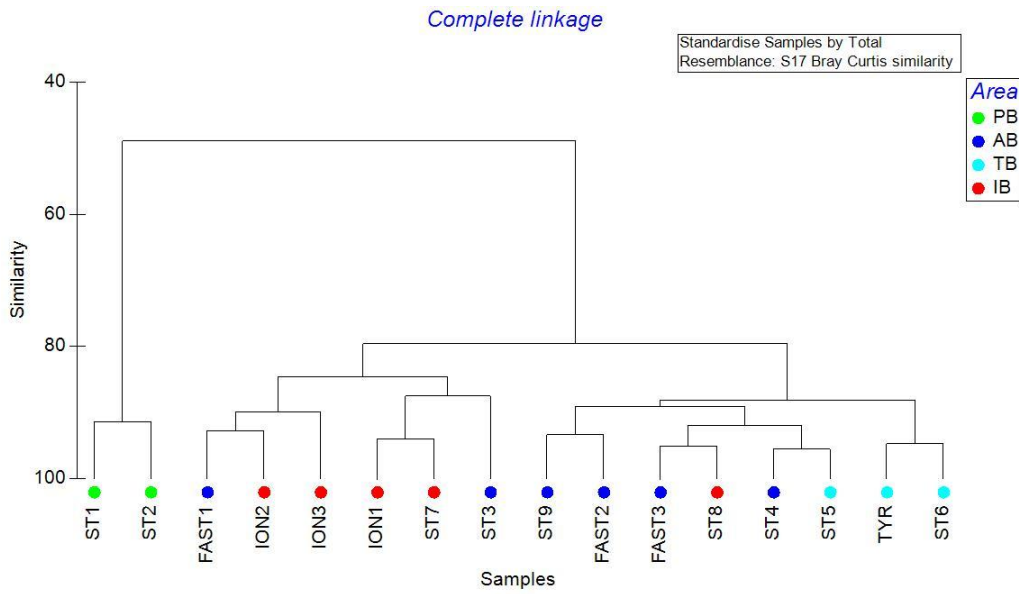 Complete linkage
Standardise Samples by Total
Resemblance: S17 Bray Curtis similarity
Area
PB
AB
TB
IB
Similarity
40
60
80
100
ST1
ST2
FAST1
ION2
ION3
ION1
ST7
ST3
ST9
FAST2
FAST3
ST8
ST4
ST5
TYR
ST6
Samples